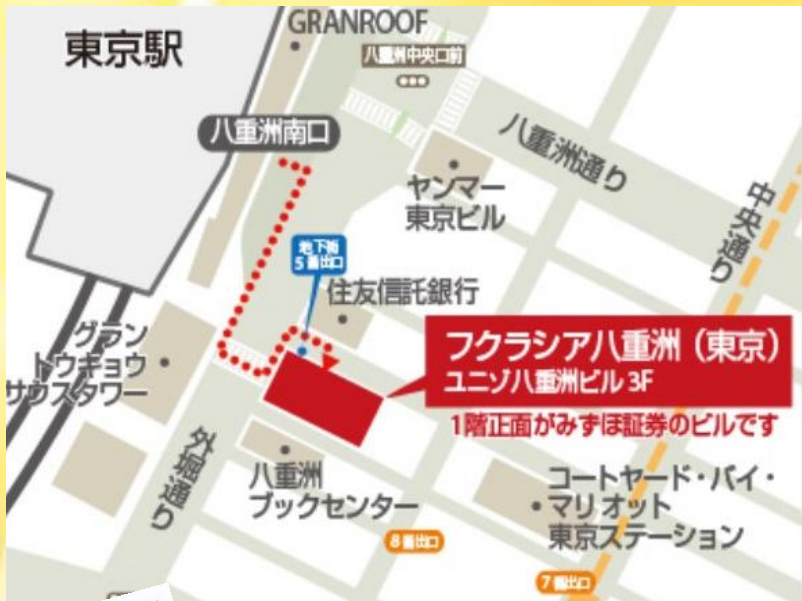 東京駅
GRANROOF
八重洲中央口前
八重洲南口
八重洲通り
ヤンマー
東京ビル
中央通り
地下街
5番出口
住友信託銀行
グラン
トウキョウ
サウスタワー
フクラシア八重洲（東京）
ユニゾ八重洲ビル 3F
1階正面がみずほ証券のビルです
外堀通り
八重洲
ブックセンター
コートヤード・バイ・
マリオット
東京ステーション
8番出口
7番出口